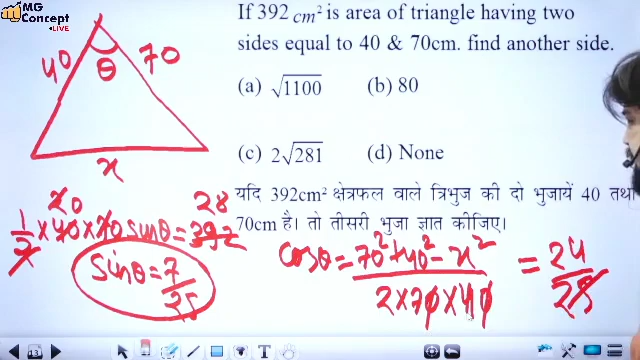 MG Concept
LIVE
If 392 cm² is area of triangle having two
sides equal to 40 & 70cm. find another side.
(a) √1100 (b) 80
(c) 2√281 (d) None
यदि 392cm² क्षेत्रफल वाले त्रिभुज की दो भुजायें 40 तथा
70cm है। तो तीसरी भुजा ज्ञात कीजिए।
40
θ
70
x
20 28
1/2 × 40 × 70 sinθ = 392
sinθ = 7/25
cosθ = 70² + 40² - x² / 2×70×40 = 24/25